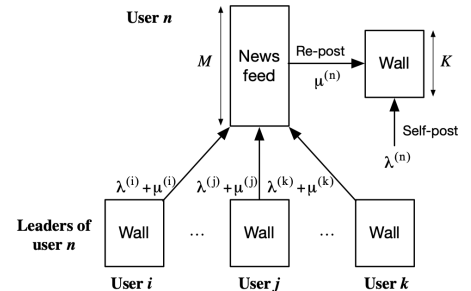 User n
M
News
feed
Re-post
μ⁽ⁿ⁾
Wall
K
Self-post
λ⁽ⁿ⁾
λ⁽ⁱ⁾+μ⁽ⁱ⁾
λ⁽ʲ⁾+μ⁽ʲ⁾
λ⁽ᵏ⁾+μ⁽ᵏ⁾
Leaders of
user n
Wall
...
Wall
...
Wall
User i
User j
User k